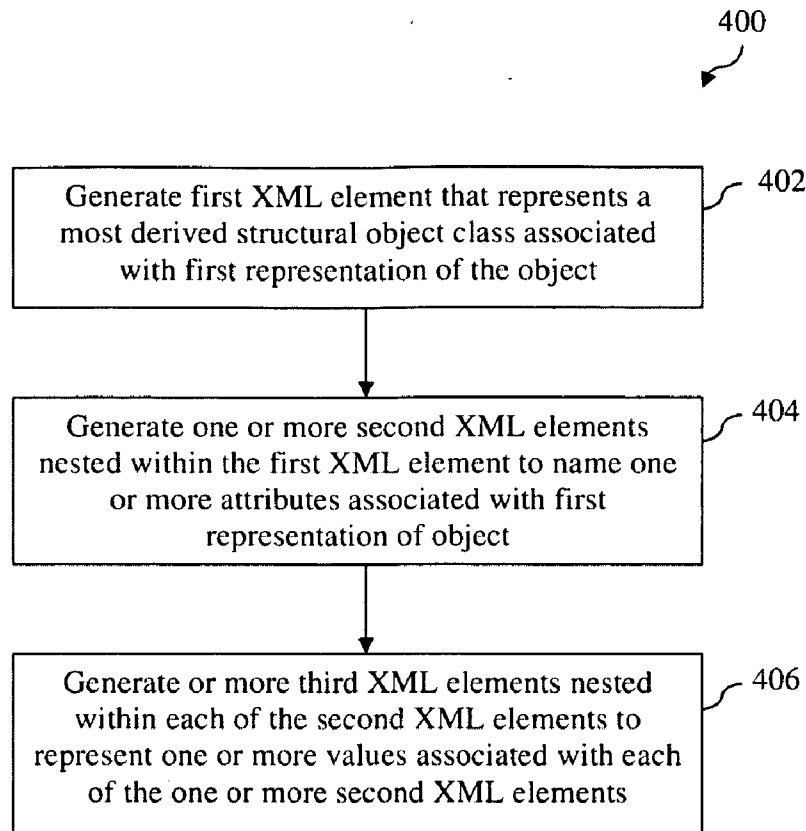 400
Generate first XML element that represents a
most derived structural object class associated
with first representation of the object
402
Generate one or more second XML elements
nested within the first XML element to name one
or more attributes associated with first
representation of object
404
Generate or more third XML elements nested
within each of the second XML elements to
represent one or more values associated with each
of the one or more second XML elements
406